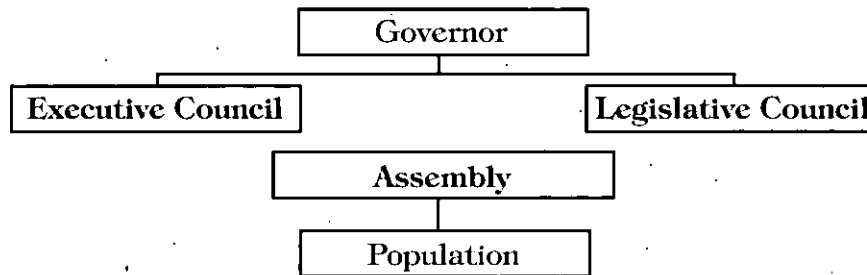 Governor
Executive Council
Legislative Council
Assembly
Population